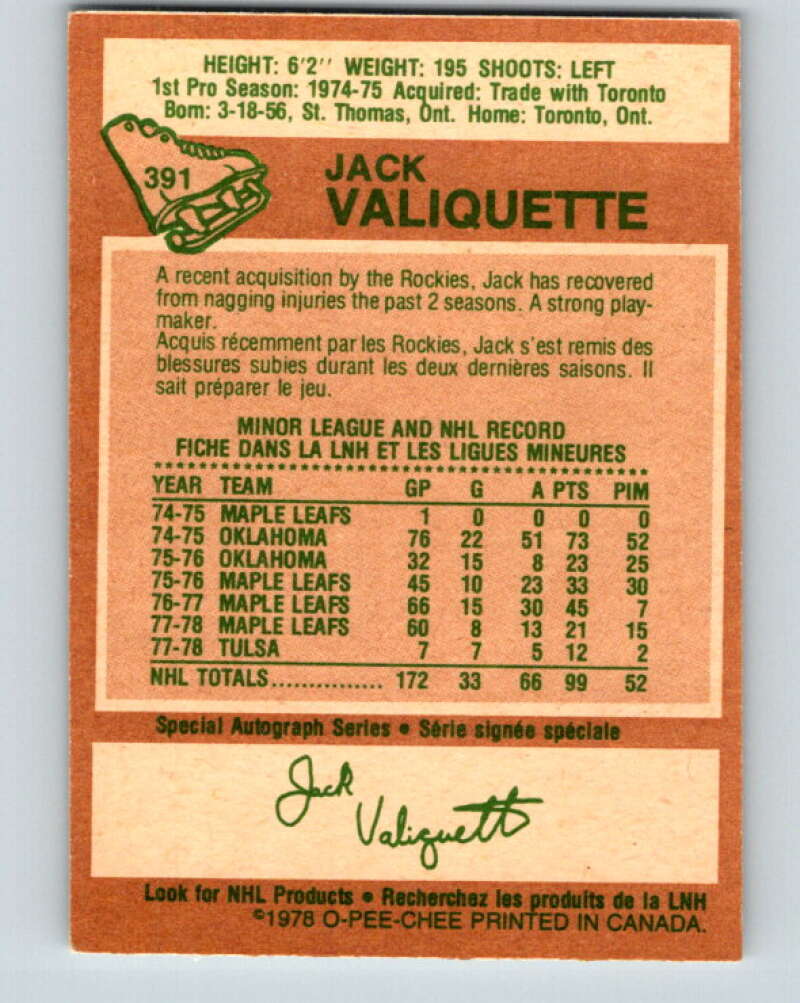 HEIGHT: 6'2'' WEIGHT: 195 SHOOTS: LEFT
1st Pro Season: 1974-75 Acquired: Trade with Toronto
Born: 3-18-56, St. Thomas, Ont. Home: Toronto, Ont.
391
JACK
VALIQUETTE
A recent acquisition by the Rockies, Jack has recovered
from nagging injuries the past 2 seasons. A strong play-
maker.
Acquis récemment par les Rockies, Jack s'est remis des
blessures subies durant les deux dernières saisons. Il
sait préparer le jeu.
MINOR LEAGUE AND NHL RECORD
FICHE DANS LA LNH ET LES LIGUES MINEURES
YEAR TEAM GP G A PTS PIM
74-75 MAPLE LEAFS 1 0 0 0 0
74-75 OKLAHOMA 76 22 51 73 52
75-76 OKLAHOMA 32 15 8 23 25
75-76 MAPLE LEAFS 45 10 23 33 30
76-77 MAPLE LEAFS 66 15 30 45 7
77-78 MAPLE LEAFS 60 8 13 21 15
77-78 TULSA 7 7 5 12 2
NHL TOTALS............... 172 33 66 99 52
Special Autograph Series • Série signée spéciale
Jack
Valiquett
Look for NHL Products • Recherchez les produits de la LNH
©1978 O-PEE-CHEE PRINTED IN CANADA.